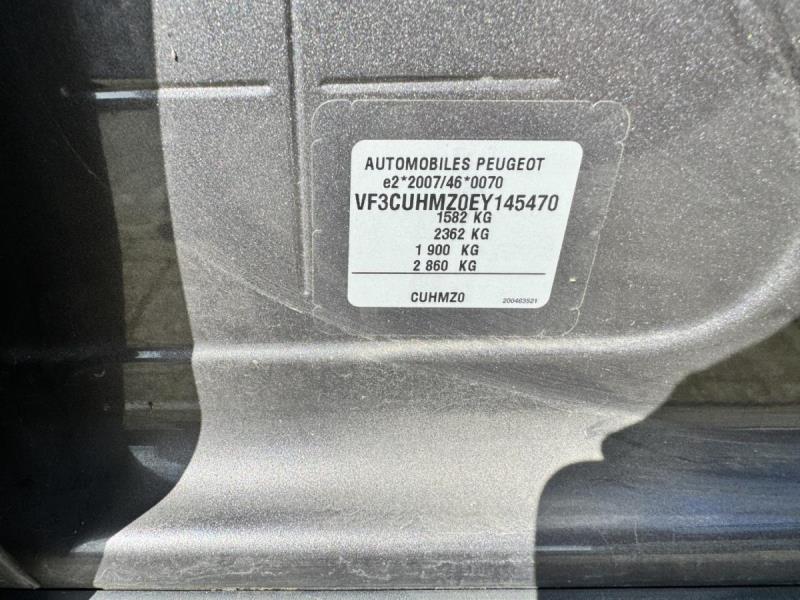 AUTOMOBILES PEUGEOT
e2*2007/46*0070
VF3CUHMZ0EY145470
1582 KG
2362 KG
1 900 KG
2 860 KG
CUHMZ0 200463521